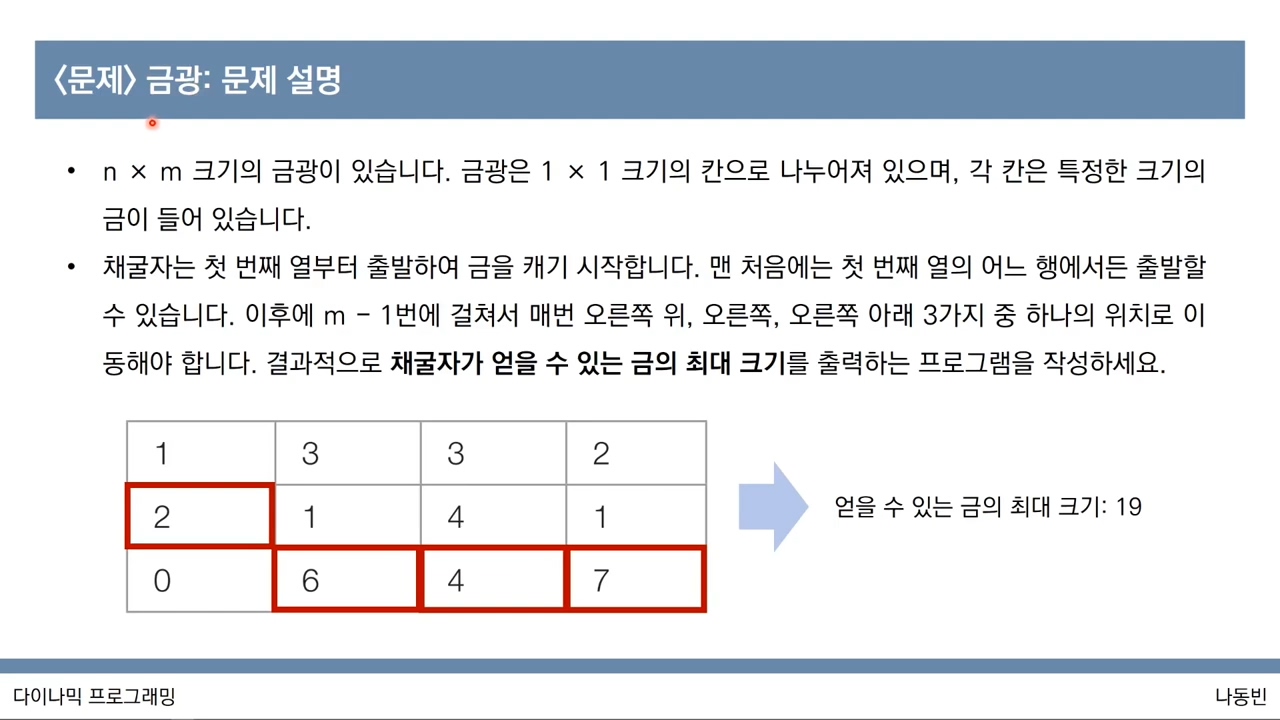 〈문제〉 금광: 문제 설명
• n × m 크기의 금광이 있습니다. 금광은 1 × 1 크기의 칸으로 나누어져 있으며, 각 칸은 특정한 크기의
금이 들어 있습니다.
• 채굴자는 첫 번째 열부터 출발하여 금을 캐기 시작합니다. 맨 처음에는 첫 번째 열의 어느 행에서든 출발할
수 있습니다. 이후에 m - 1번에 걸쳐서 매번 오른쪽 위, 오른쪽, 오른쪽 아래 3가지 중 하나의 위치로 이
동해야 합니다. 결과적으로 채굴자가 얻을 수 있는 금의 최대 크기를 출력하는 프로그램을 작성하세요.
1 3 3 2
2 1 4 1
0 6 4 7
얻을 수 있는 금의 최대 크기: 19
다이나믹 프로그래밍
나동빈